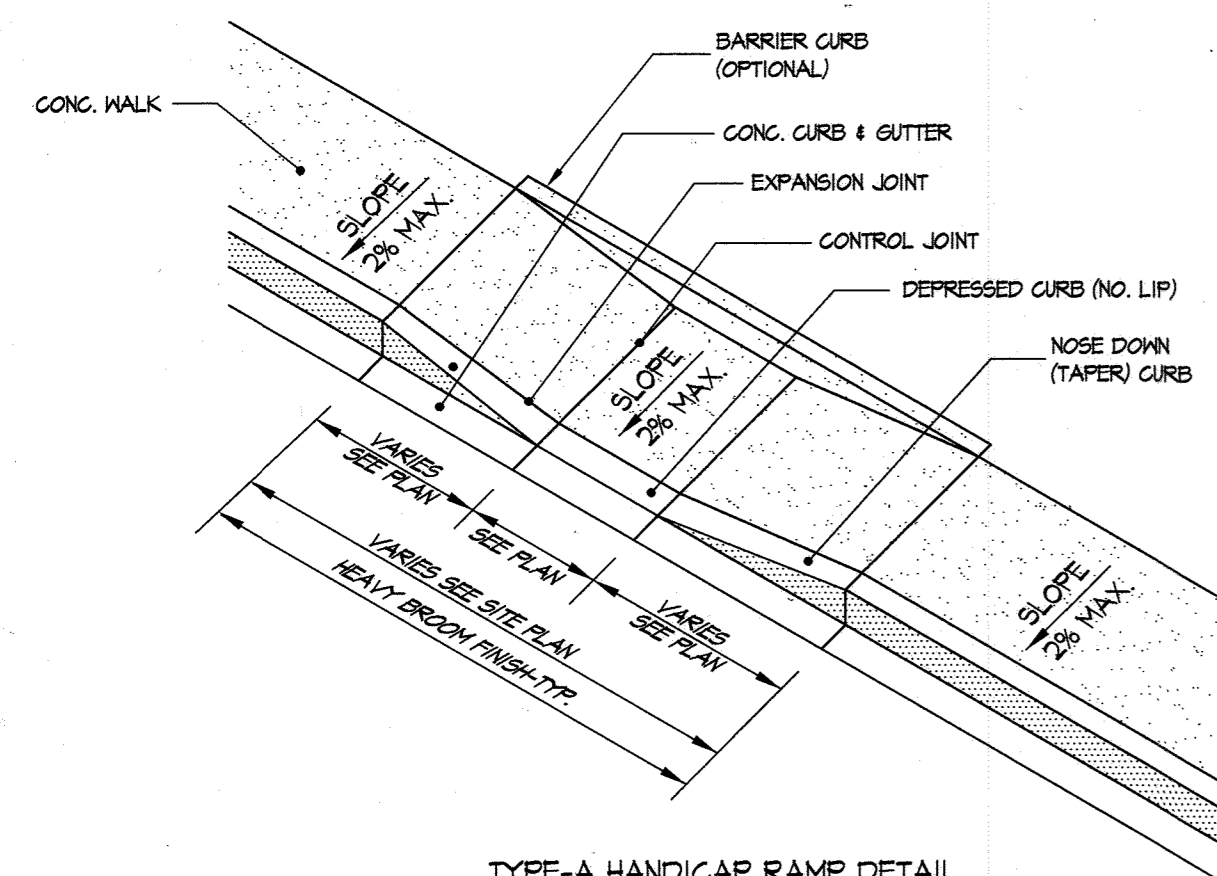 BARRIER CURB
(OPTIONAL)
CONC. WALK
CONC. CURB & GUTTER
EXPANSION JOINT
CONTROL JOINT
DEPRESSED CURB (NO. LIP)
NOSE DOWN
(TAPER) CURB
SLOPE
2% MAX.
SLOPE
2% MAX.
SLOPE
2% MAX.
VARIES
SEE PLAN
SEE PLAN
VARIES
SEE PLAN
VARIES SEE SITE PLAN
HEAVY BROOM FINISH-TYP.
TYPE-A HANDICAP RAMP DETAIL